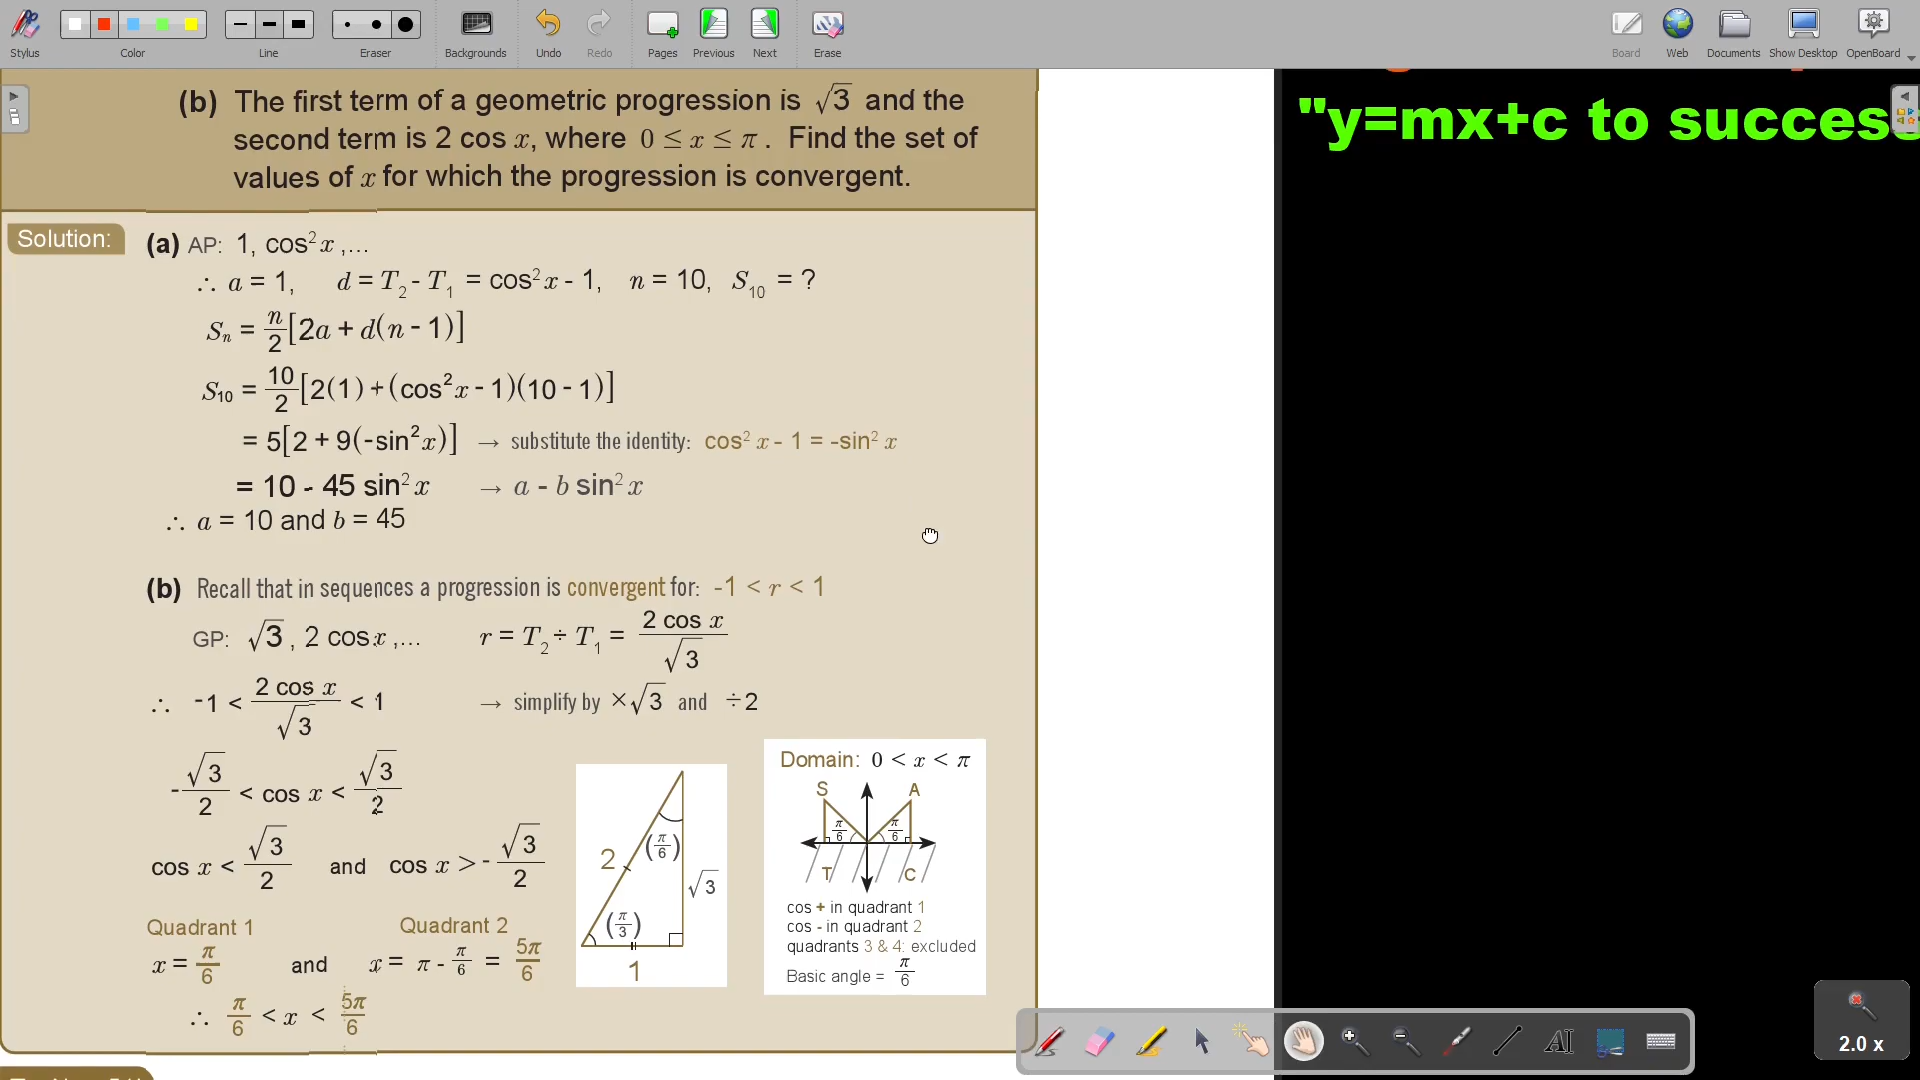 Stylus Color Line Eraser Backgrounds Undo Redo Pages Previous Next Erase Board Web Documents Show Desktop OpenBoard
(b) The first term of a geometric progression is √3 and the
second term is 2 cos x, where 0 ≤ x ≤ π. Find the set of
values of x for which the progression is convergent.
"y=mx+c to success
Solution:
(a) AP: 1, cos² x ,...
∴ a = 1, d = T₂ - T₁ = cos² x - 1, n = 10, S₁₀ = ?
Sₙ = n/2 [2a + d(n - 1)]
S₁₀ = 10/2 [2(1) + (cos² x - 1)(10 - 1)]
= 5[2 + 9(-sin² x)] → substitute the identity: cos² x - 1 = -sin² x
= 10 - 45 sin² x → a - b sin² x
∴ a = 10 and b = 45
(b) Recall that in sequences a progression is convergent for: -1 < r < 1
GP: √3 , 2 cos x ,... r = T₂ ÷ T₁ = 2 cos x / √3
∴ -1 < 2 cos x / √3 < 1 → simplify by ×√3 and ÷2
-√3/2 < cos x < √3/2
cos x < √3/2 and cos x > -√3/2
Quadrant 1 Quadrant 2
x = π/6 and x = π - π/6 = 5π/6
∴ π/6 < x < 5π/6
2 (π/6) √3 (π/3) 1
Domain: 0 < x < π
S A
π/6 π/6
T C
cos + in quadrant 1
cos - in quadrant 2
quadrants 3 & 4: excluded
Basic angle = π/6
AI
2.0 x